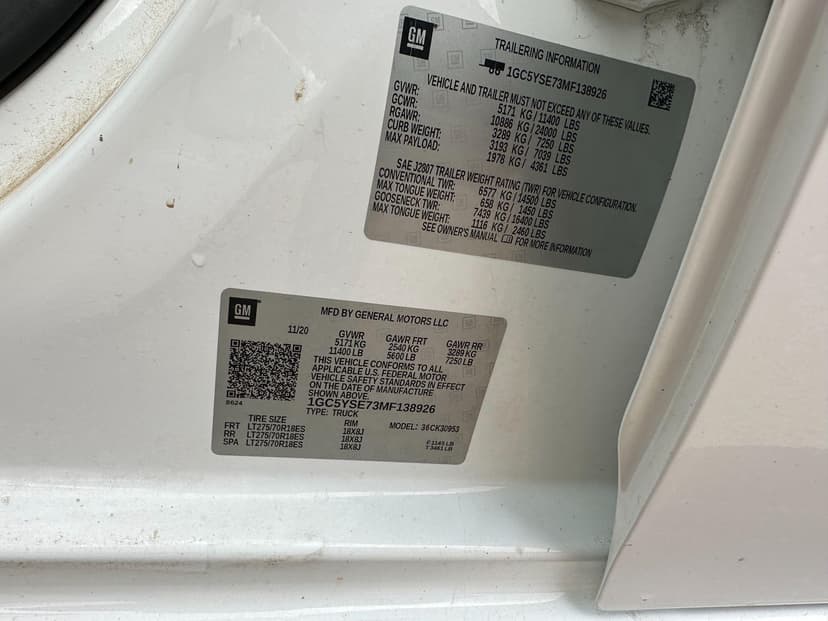 GM
TRAILERING INFORMATION
1GC5YSE73MF138926
VEHICLE AND TRAILER MUST NOT EXCEED ANY OF THESE VALUES.
GVWR: 5171 KG/11400 LBS
GCWR: 10886 KG/24000 LBS
RGAWR: 3289 KG/ 7250 LBS
CURB WEIGHT: 3193 KG/ 7039 LBS
MAX PAYLOAD: 1978 KG/ 4361 LBS
SAE J2807 TRAILER WEIGHT RATING (TWR) FOR VEHICLE CONFIGURATION.
CONVENTIONAL TWR: 6577 KG/14500 LBS
MAX TONGUE WEIGHT: 658 KG/ 1450 LBS
GOOSENECK TWR: 7439 KG/16400 LBS
MAX TONGUE WEIGHT: 1116 KG/ 2460 LBS
SEE OWNER'S MANUAL FOR MORE INFORMATION
GM
MFD BY GENERAL MOTORS LLC
11/20 GVWR GAWR FRT GAWR RR
5171 KG 2540 KG 3289 KG
11400 LB 5600 LB 7250 LB
THIS VEHICLE CONFORMS TO ALL
APPLICABLE U.S. FEDERAL MOTOR
VEHICLE SAFETY STANDARDS IN EFFECT
ON THE DATE OF MANUFACTURE
SHOWN ABOVE.
S624
1GC5YSE73MF138926
TYPE: TRUCK
TIRE SIZE RIM MODEL: 36CK30953
FRT LT275/70R18ES 18X8J
RR LT275/70R18ES 18X8J F 1145 LB
SPA LT275/70R18ES 18X8J T 3461 LB